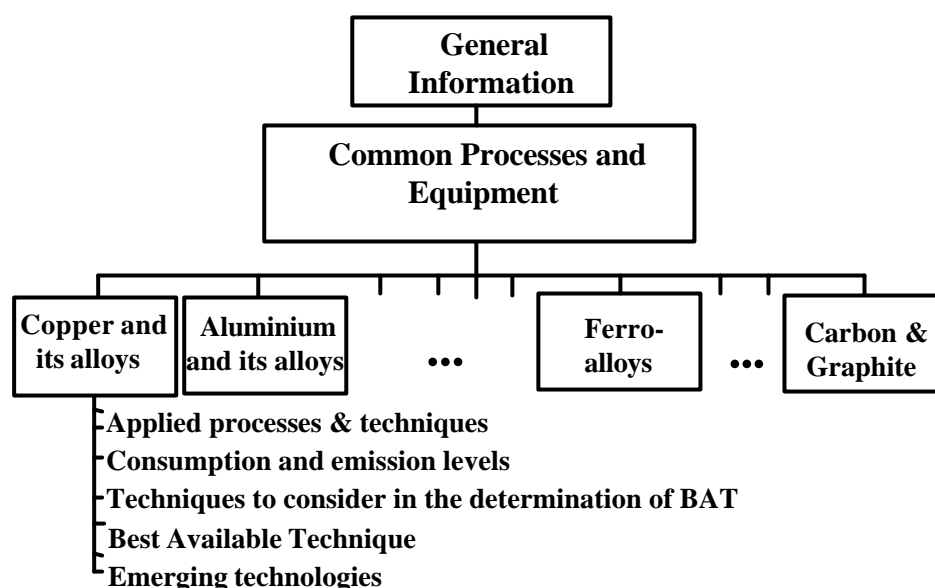 General
Information
Common Processes and
Equipment
Copper and
its alloys
Aluminium
and its alloys
•••
Ferro-
alloys
•••
Carbon &
Graphite
Applied processes & techniques
Consumption and emission levels
Techniques to consider in the determination of BAT
Best Available Technique
Emerging technologies